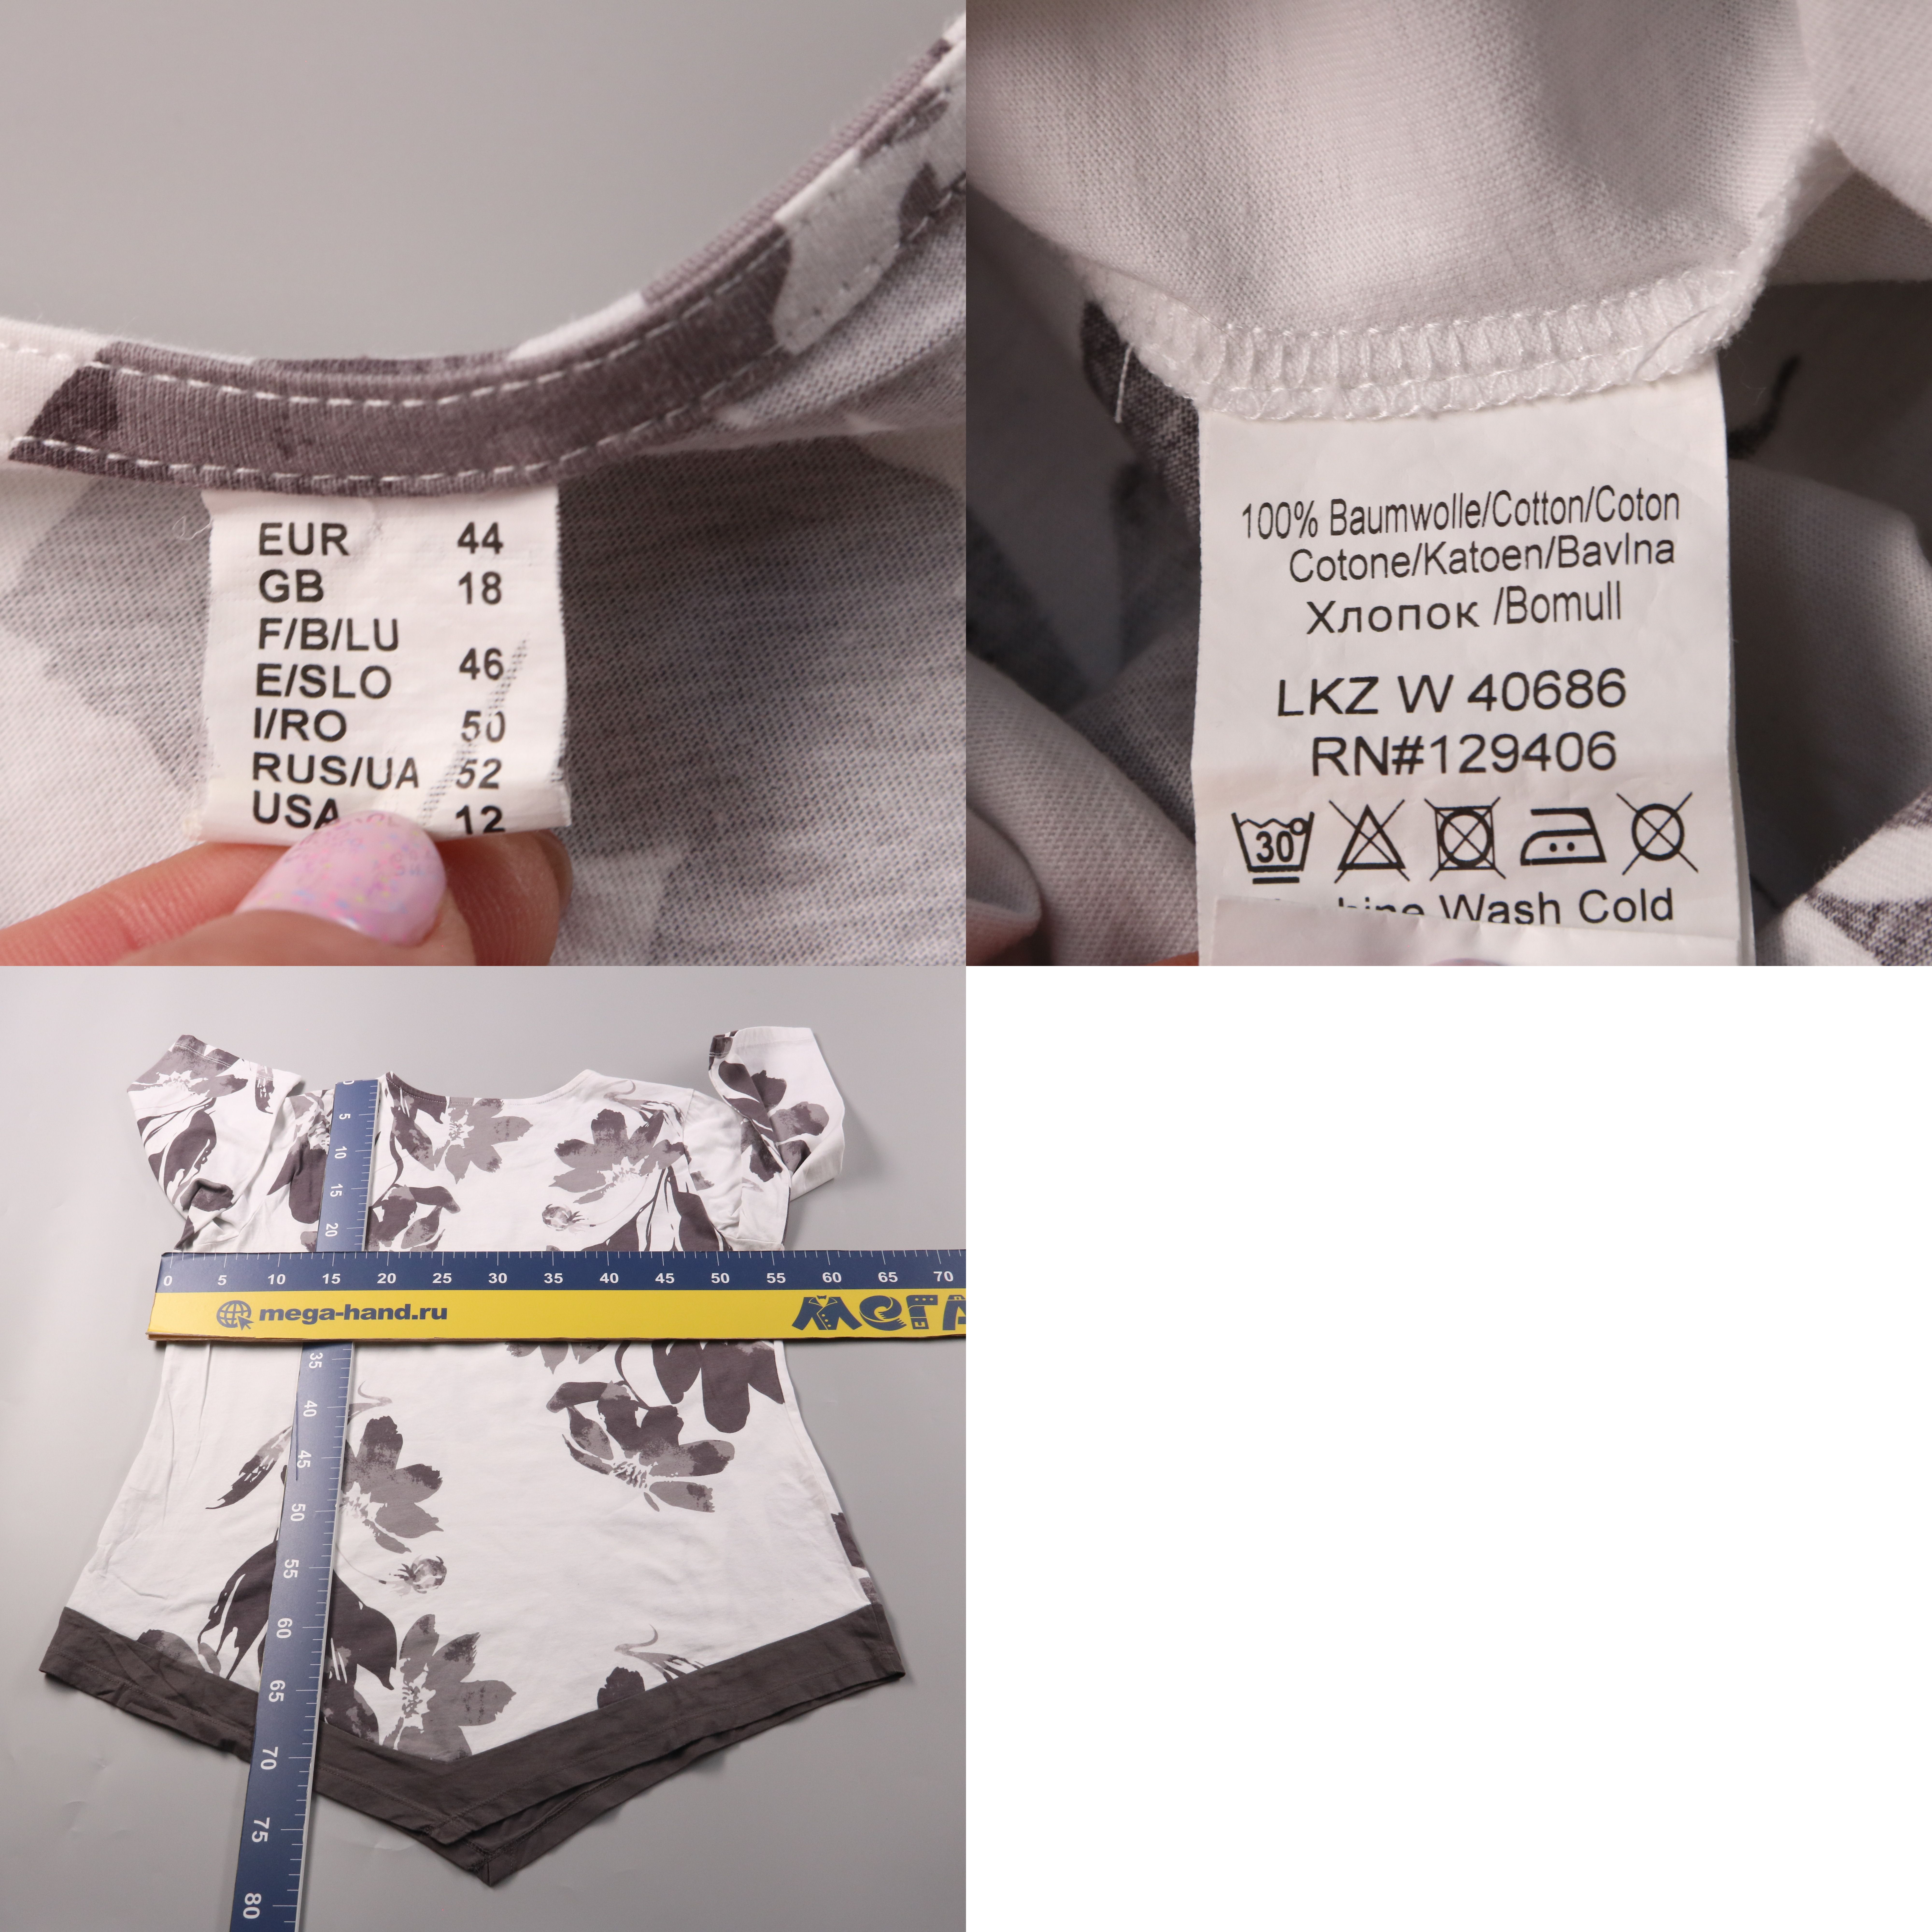 EUR 44
GB 18
F/B/LU
E/SLO 46
I/RO 50
RUS/UA 52
USA 12
100% Baumwolle/Cotton/Coton
Cotone/Katoen/Bavlna
Хлопок /Bomull
LKZ W 40686
RN#129406
30°
Wash Cold
5
10
15
20
0 5 10 15 20 25 30 35 40 45 50 55 60 65 70
mega-hand.ru
МЕГА
35
40
45
50
55
60
65
70
75
80